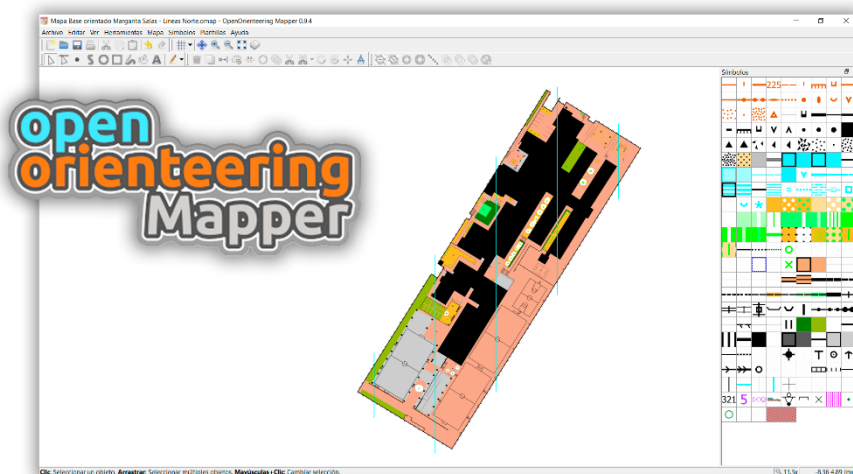 Mapa Base orientado Margarita Salas - Lineas Norte.omap - OpenOrienteering Mapper 0.9.4
Archivo Editar Ver Herramientas Mapa Símbolos Plantillas Ayuda
Símbolos
225
open
orienteering
Mapper
321 5
Clic: Seleccionar un objeto. Arrastrar: Seleccionar múltiples objetos. Mayúsculas+Clic: Cambiar selección.